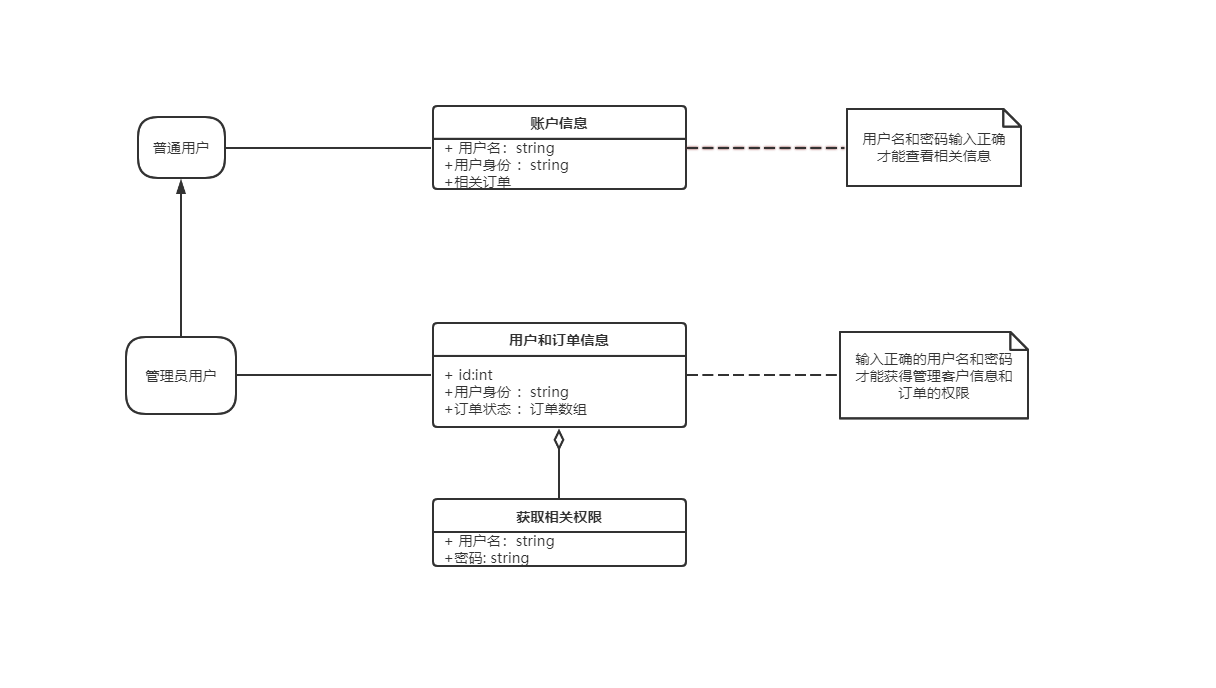 普通用户
账户信息
+ 用户名：string
+用户身份 ：string
+相关订单
用户名和密码输入正确
才能查看相关信息
管理员用户
用户和订单信息
+ id:int
+用户身份 ：string
+订单状态 ：订单数组
输入正确的用户名和密码
才能获得管理客户信息和
订单的权限
获取相关权限
+ 用户名：string
+密码: string